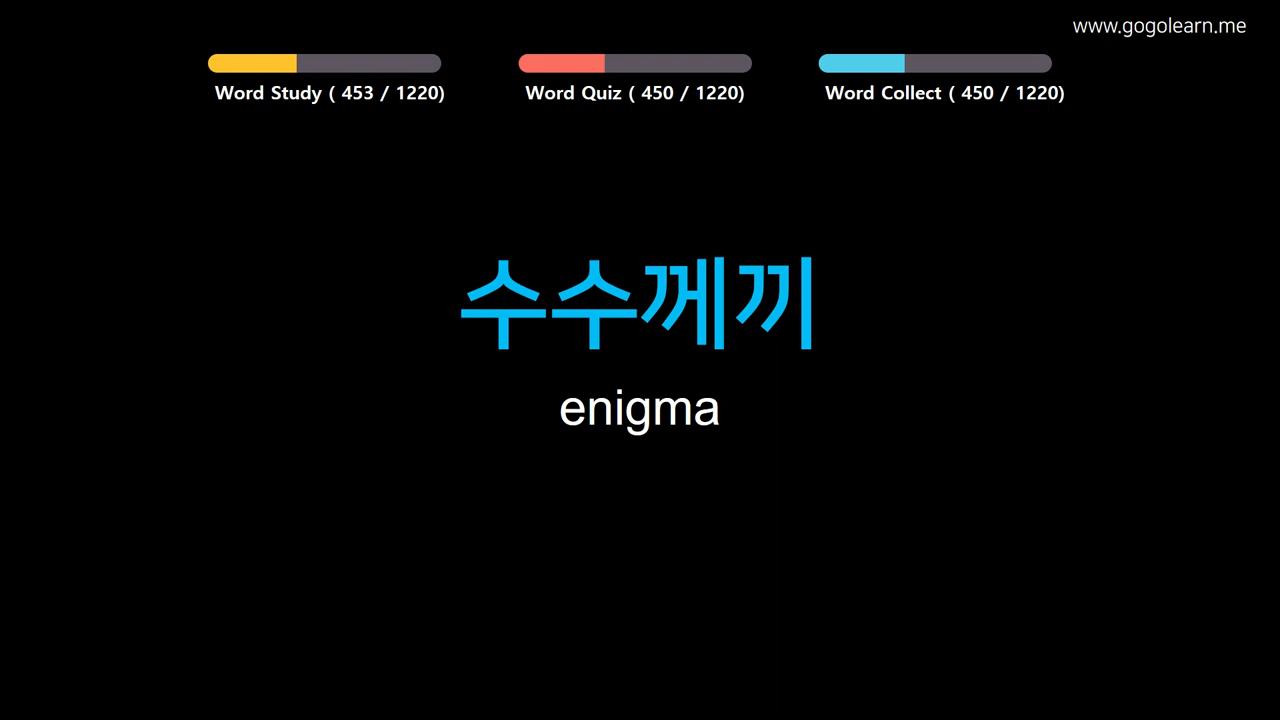 www.gogolearn.me
Word Study ( 453 / 1220)
Word Quiz ( 450 / 1220)
Word Collect ( 450 / 1220)
수수께끼
enigma